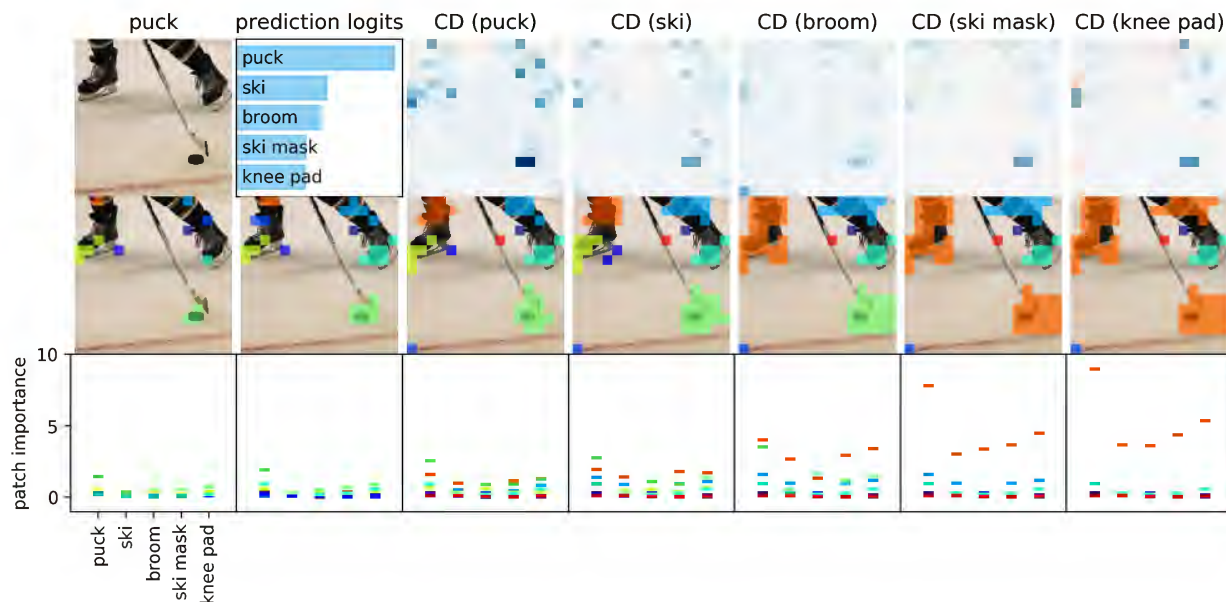 puck prediction logits CD (puck) CD (ski) CD (broom) CD (ski mask) CD (knee pad)
puck
ski
broom
ski mask
knee pad
10
5
0
patch importance
puck
ski
broom
ski mask
knee pad